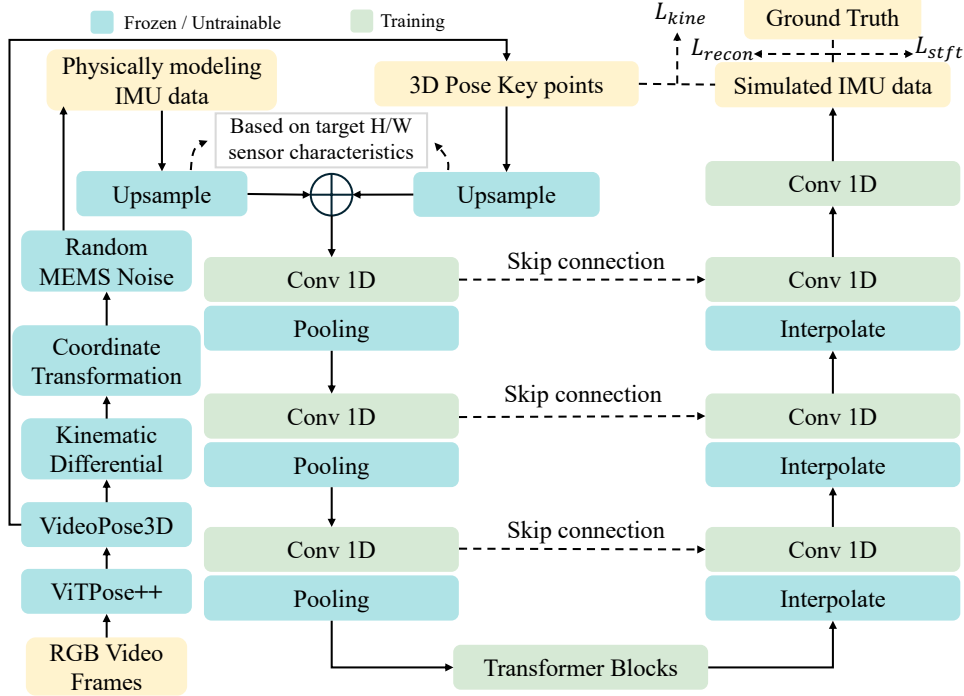 Frozen / Untrainable
Training
Physically modeling
IMU data
3D Pose Key points
L_kine
Ground Truth
L_recon
L_stft
Simulated IMU data
Based on target H/W
sensor characteristics
Upsample
Upsample
Conv 1D
Random
MEMS Noise
Conv 1D
Skip connection
Conv 1D
Pooling
Interpolate
Coordinate
Transformation
Conv 1D
Skip connection
Conv 1D
Kinematic
Differential
Pooling
Interpolate
VideoPose3D
Conv 1D
Skip connection
Conv 1D
ViTPose++
Pooling
Interpolate
RGB Video
Frames
Transformer Blocks